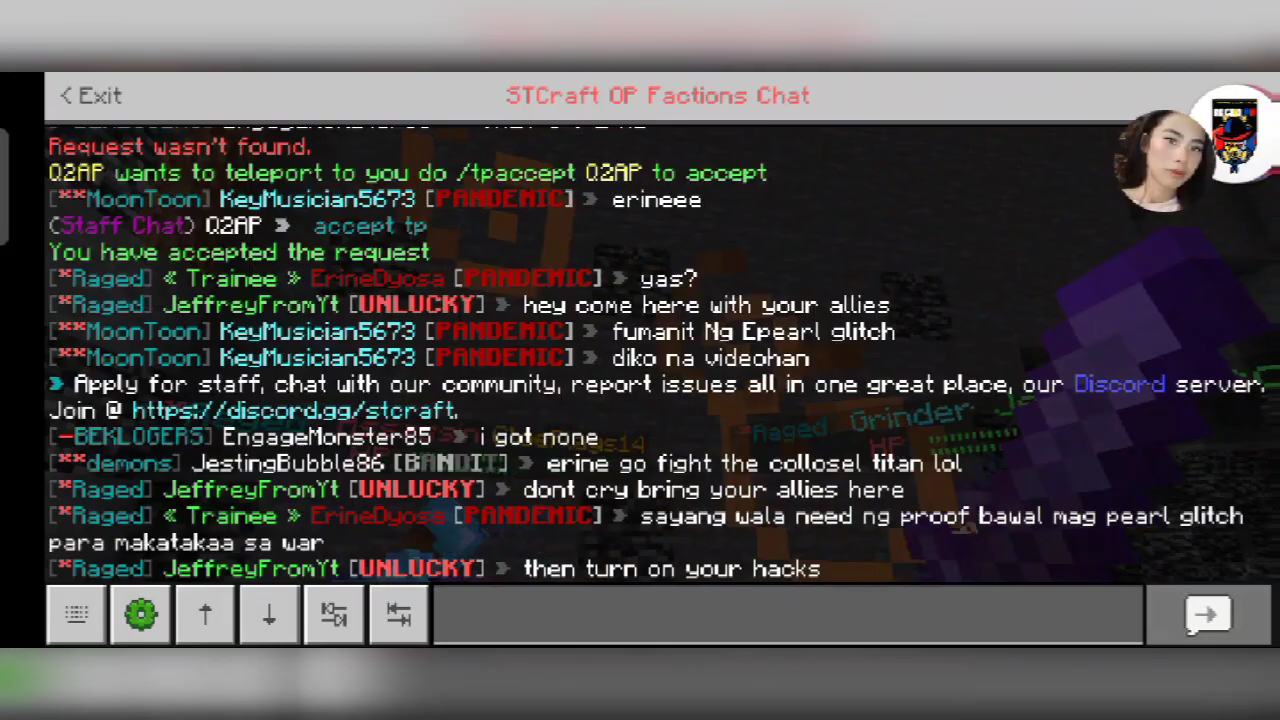 < Exit
STCraft OP Factions Chat
Request wasn't found.
Q2AP wants to teleport to you do /tpaccept Q2AP to accept
[**MoonToon] KeyMusician5673 [PANDEMIC] » erineee
(Staff Chat) Q2AP » accept tp
You have accepted the request
[*Raged] « Trainee » ErineDyosa [PANDEMIC] » yas?
[*Raged] JeffreyFromYt [UNLUCKY] » hey come here with your allies
[**MoonToon] KeyMusician5673 [PANDEMIC] » fumanit Ng Epearl glitch
[**MoonToon] KeyMusician5673 [PANDEMIC] » diko na videohan
» Apply for staff, chat with our community, report issues all in one great place, our Discord server.
Join @ https://discord.gg/stcraft.
[-BEKLOGERS] EngageMonster85 » i got none
[**demons] JestingBubble86 [BANDIT] » erine go fight the collosel titan lol
[*Raged] JeffreyFromYt [UNLUCKY] » dont cry bring your allies here
[*Raged] « Trainee » ErineDyosa [PANDEMIC] » sayang wala need ng proof bawal mag pearl glitch
para makatakaa sa war
[*Raged] JeffreyFromYt [UNLUCKY] » then turn on your hacks
*Raged Grinder
HP